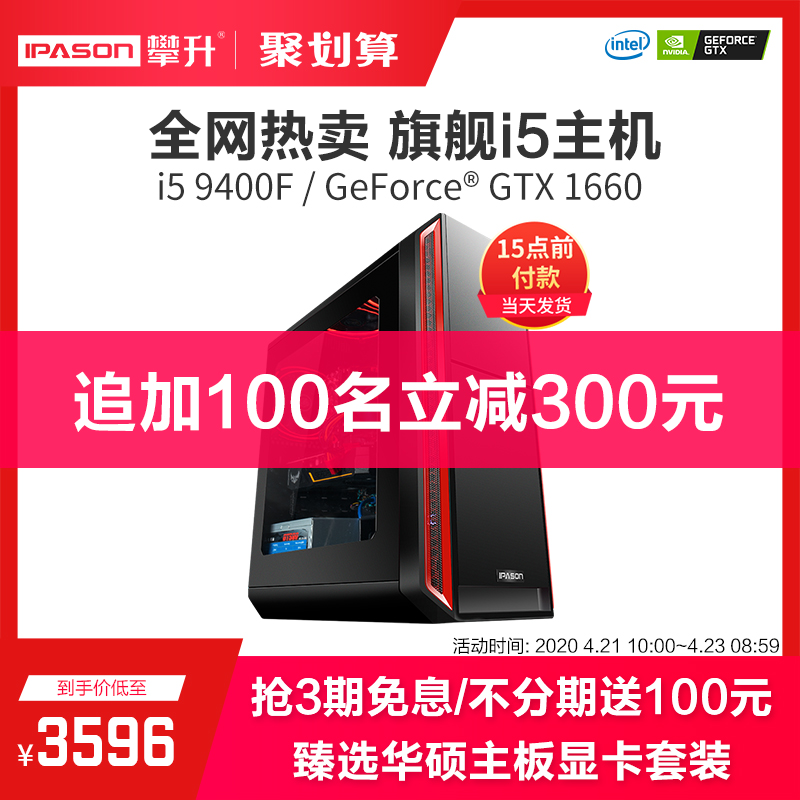 IPASON 攀升® 聚划算
intel NVIDIA. GEFORCE GTX
全网热卖 旗舰i5主机
i5 9400F / GeForce® GTX 1660
15点前
付款
当天发货
追加100名立减300元
IPASON
活动时间: 2020 4.21 10:00~4.23 08:59
到手价低至
¥3596
抢3期免息/不分期送100元
臻选华硕主板显卡套装